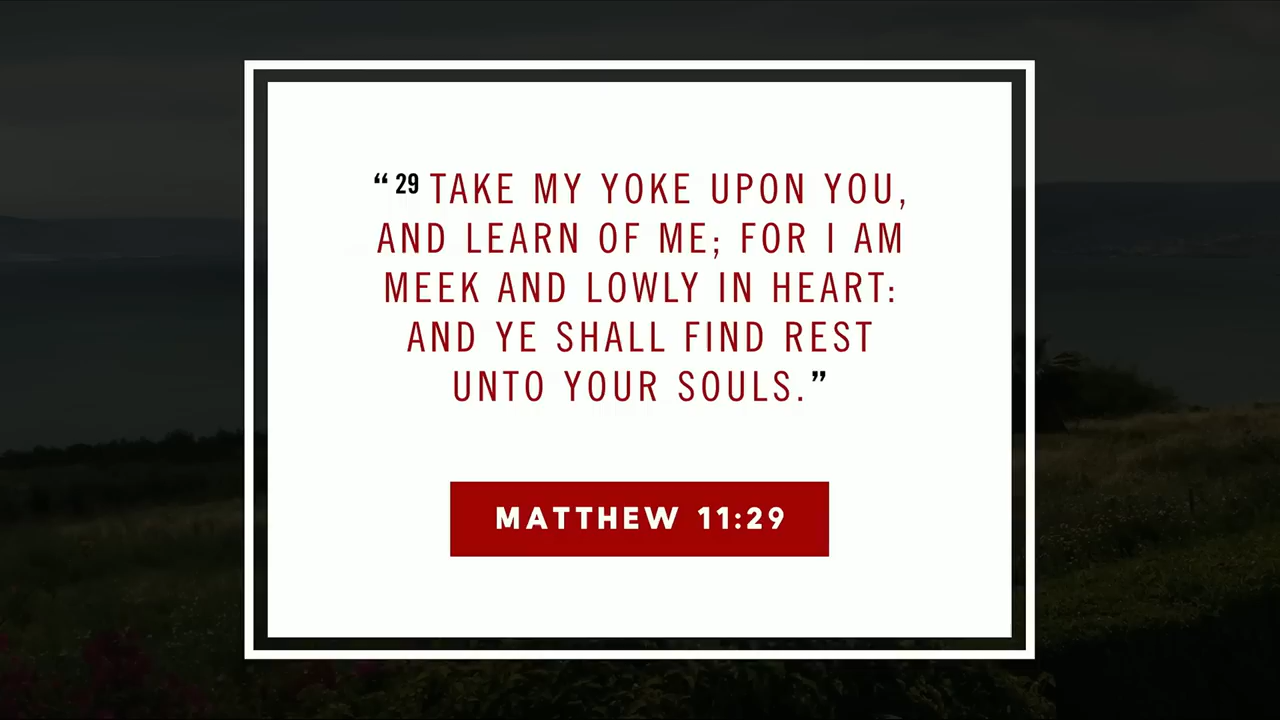 “ 29 TAKE MY YOKE UPON YOU,
AND LEARN OF ME; FOR I AM
MEEK AND LOWLY IN HEART:
AND YE SHALL FIND REST
UNTO YOUR SOULS.”
MATTHEW 11:29